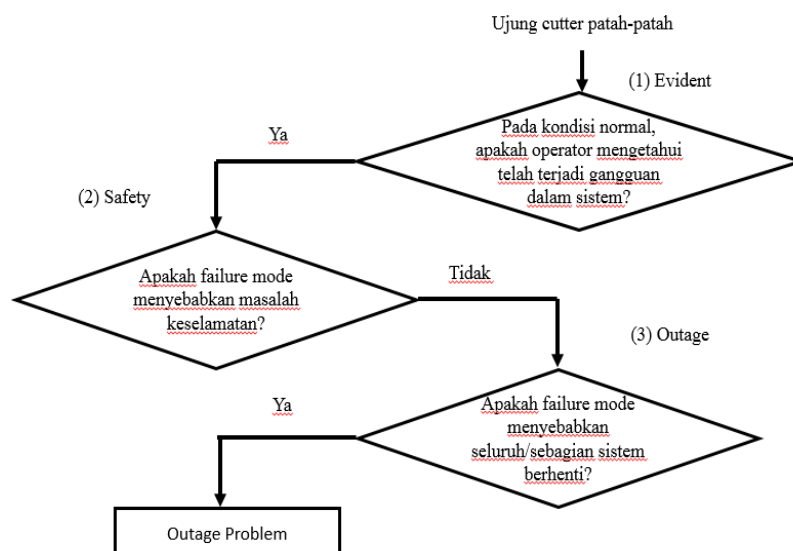 Ujung cutter patah-patah
(1) Evident
Pada kondisi normal,
apakah operator mengetahui
telah terjadi gangguan
dalam sistem?
Ya
(2) Safety
Apakah failure mode
menyebabkan masalah
keselamatan?
Tidak
(3) Outage
Apakah failure mode
menyebabkan
seluruh/sebagian sistem
berhenti?
Ya
Outage Problem